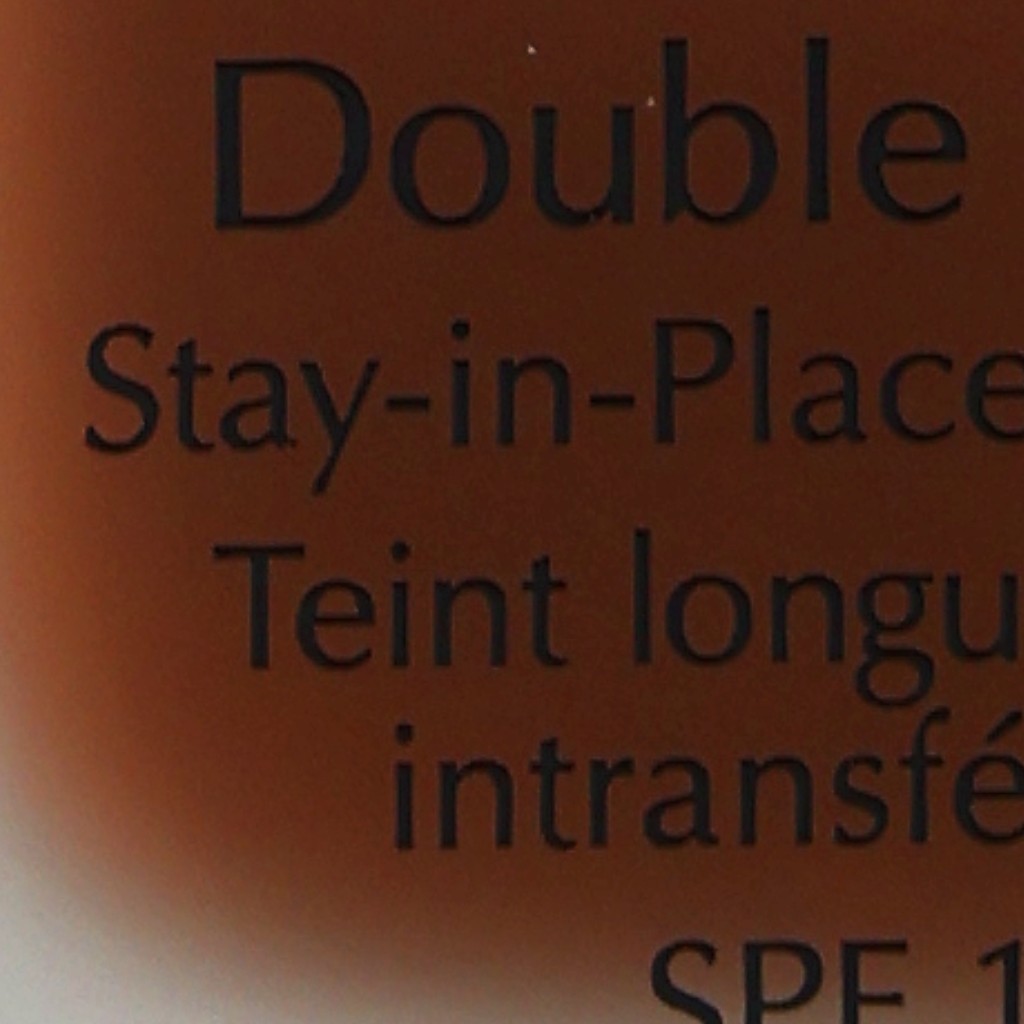 Double
Stay-in-Place
Teint longu
intransfé
SPF 1